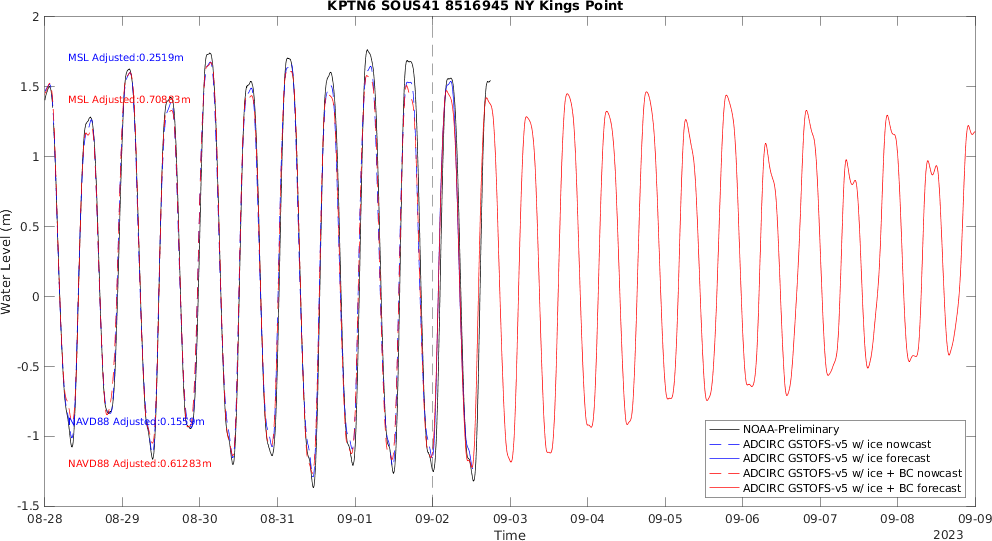 KPTN6 SOUS41 8516945 NY Kings Point
2
1.5
1
0.5
0
-0.5
-1
-1.5
Water Level (m)
MSL Adjusted:0.2519m
MSL Adjusted:0.70883m
NAVD88 Adjusted:0.1559m
NAVD88 Adjusted:0.61283m
NOAA-Preliminary
ADCIRC GSTOFS-v5 w/ ice nowcast
ADCIRC GSTOFS-v5 w/ ice forecast
ADCIRC GSTOFS-v5 w/ ice + BC nowcast
ADCIRC GSTOFS-v5 w/ ice + BC forecast
08-28 08-29 08-30 08-31 09-01 09-02 09-03 09-04 09-05 09-06 09-07 09-08 09-09
Time
2023